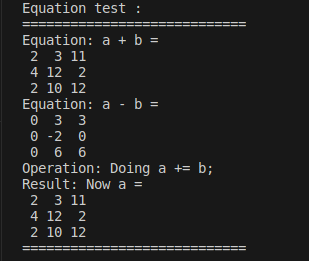 Equation test :
============================
Equation: a + b =
 2  3 11
 4 12  2
 2 10 12
Equation: a - b =
 0  3  3
 0 -2  0
 0  6  6
Operation: Doing a += b;
Result: Now a =
 2  3 11
 4 12  2
 2 10 12
============================